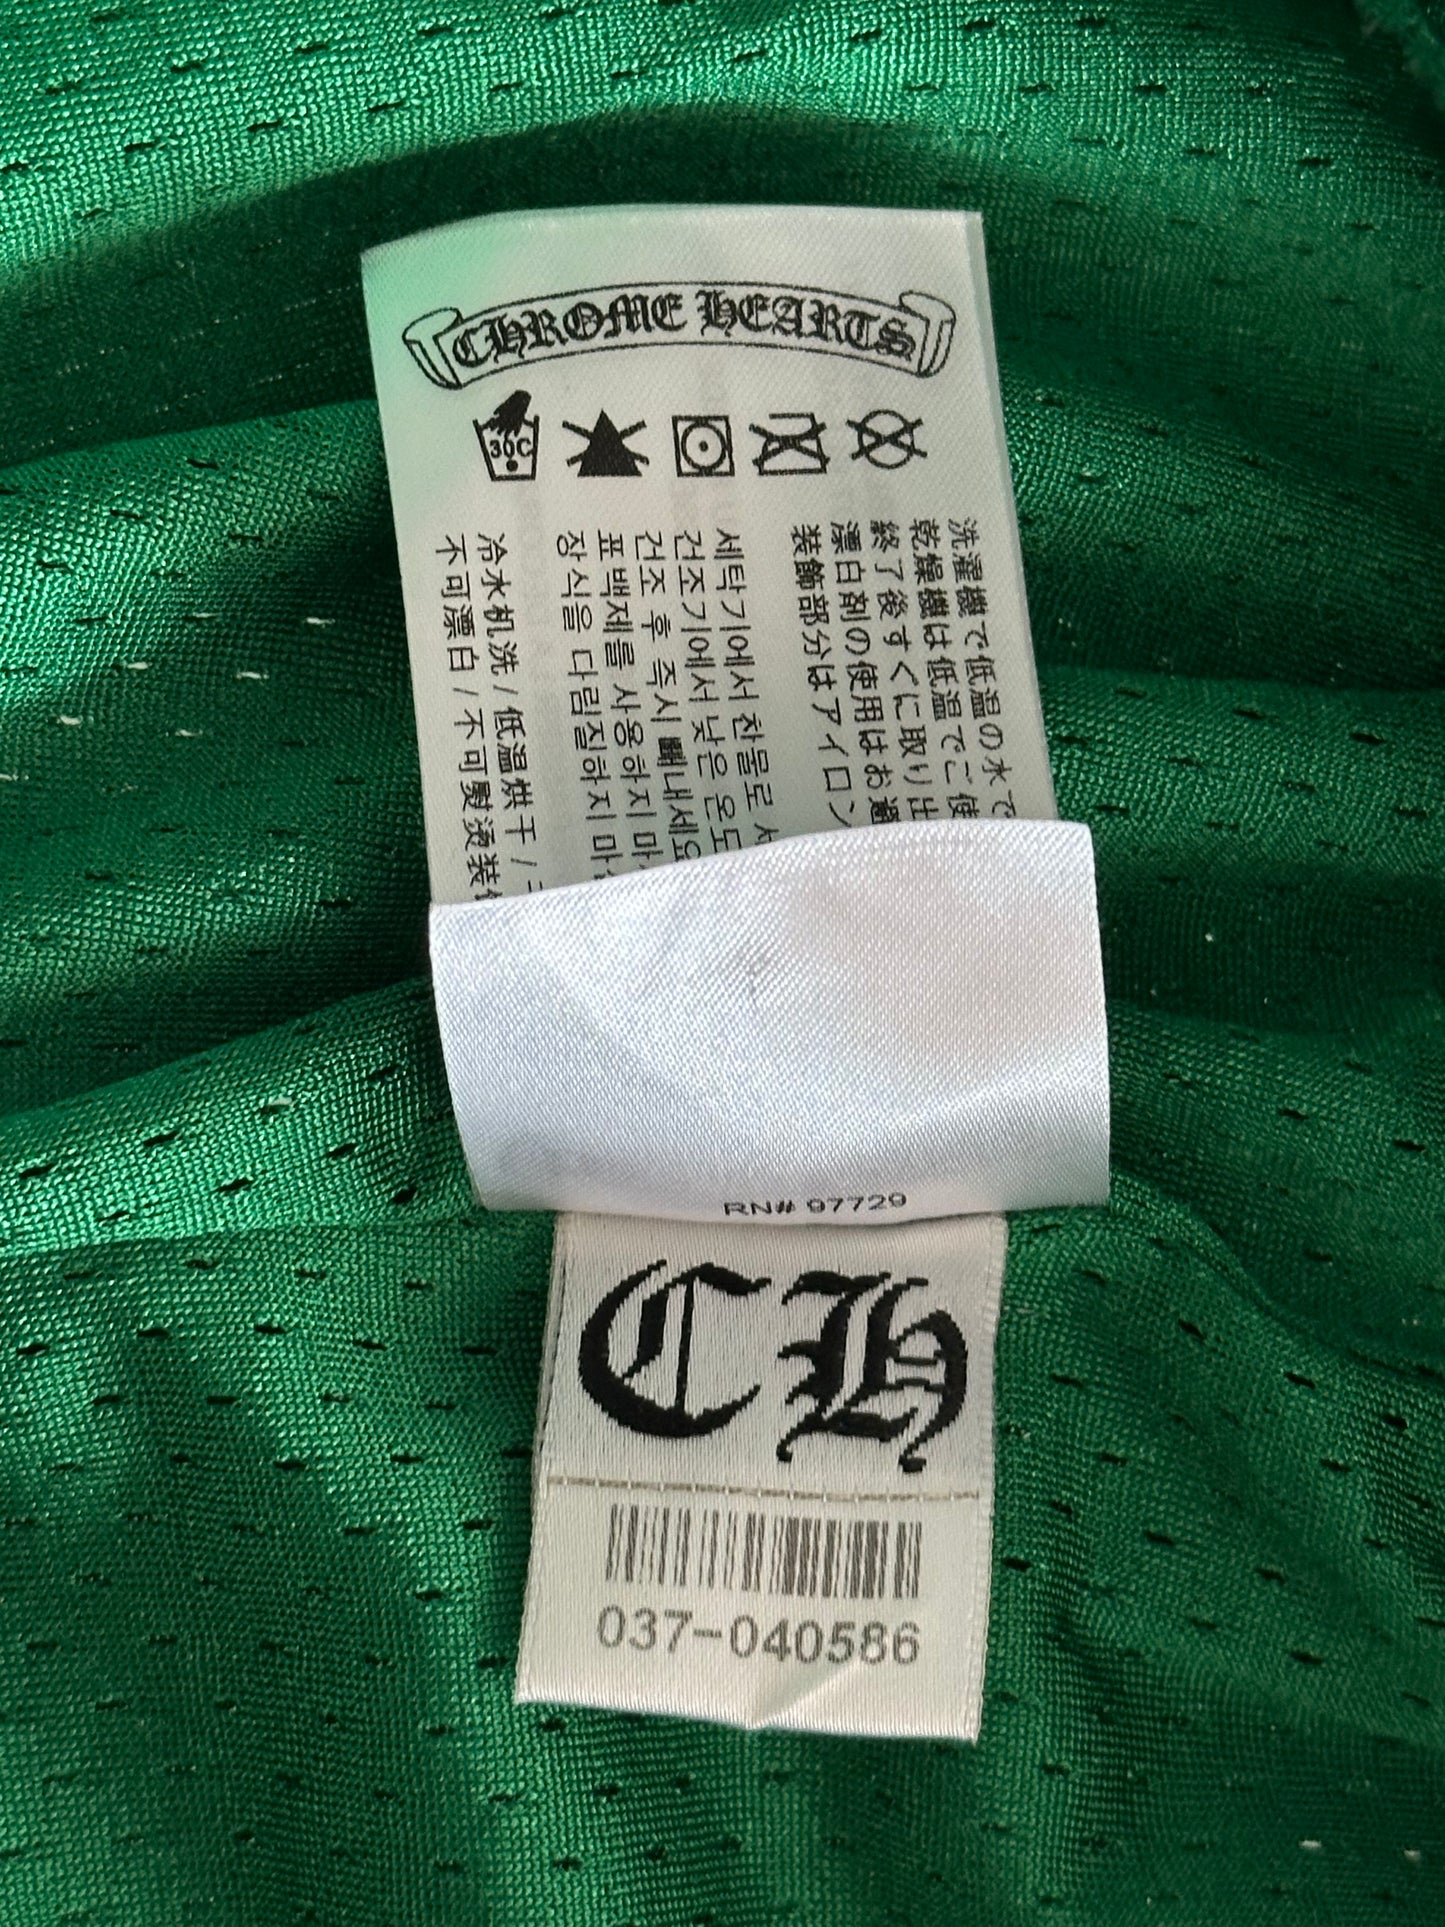 CHROME HEARTS
30C
洗濯機で低温の水で
乾燥機は低温でご使
終了後すぐに取り出
漂白剤の使用はお避
装飾部分はアイロン
세탁기에서 찬물로
건조기에서 낮은 온도
건조 후 즉시 빼내세요
표백제를 사용하지 마
장식을 다림질하지 마
冷水机洗 / 低温烘干 /
不可漂白 / 不可熨烫装
RN# 97729
CH
037-040586